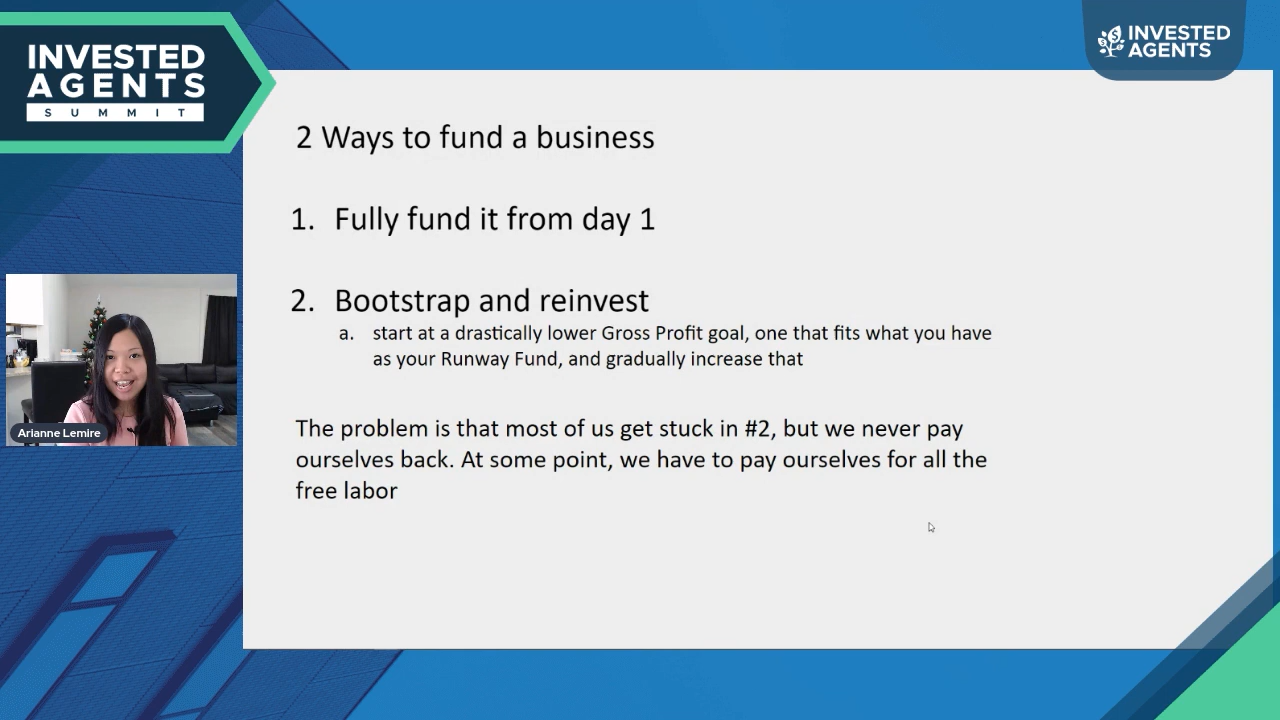 INVESTED
AGENTS
SUMMIT
INVESTED
AGENTS
2 Ways to fund a business
1. Fully fund it from day 1
2. Bootstrap and reinvest
a. start at a drastically lower Gross Profit goal, one that fits what you have
as your Runway Fund, and gradually increase that
The problem is that most of us get stuck in #2, but we never pay
ourselves back. At some point, we have to pay ourselves for all the
free labor
Arianne Lemire